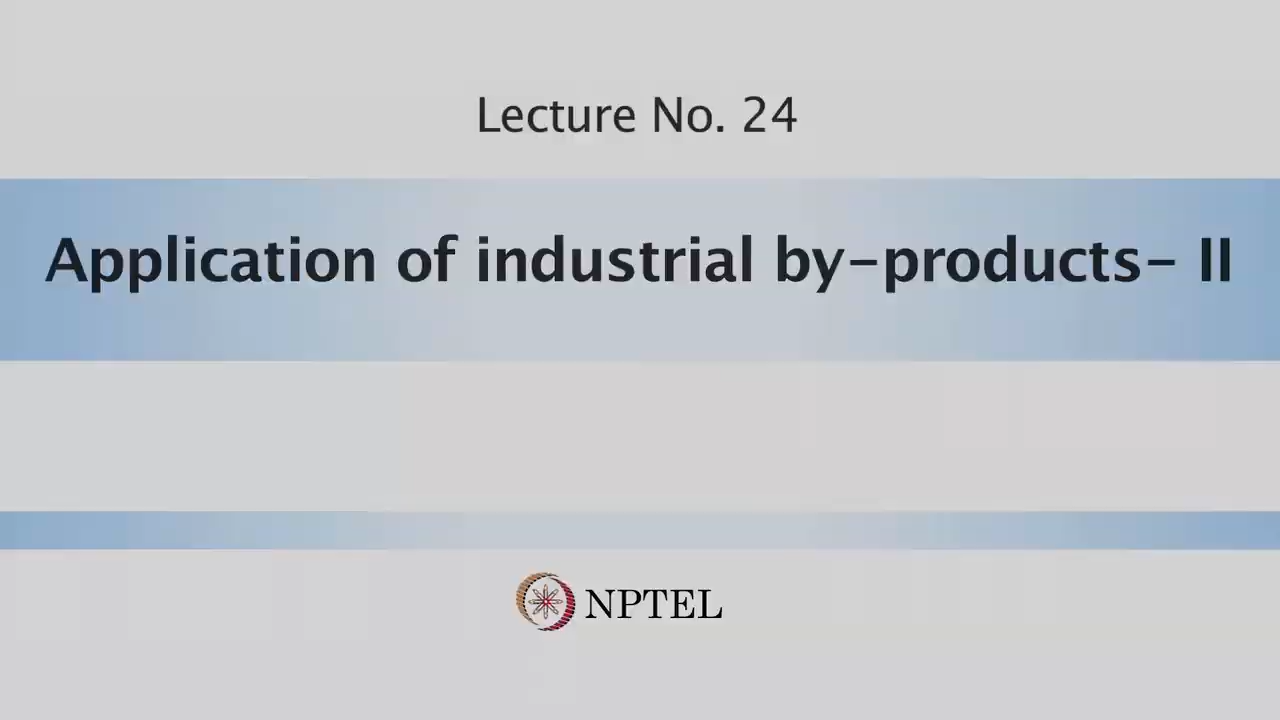 Lecture No. 24
Application of industrial by-products- II
NPTEL